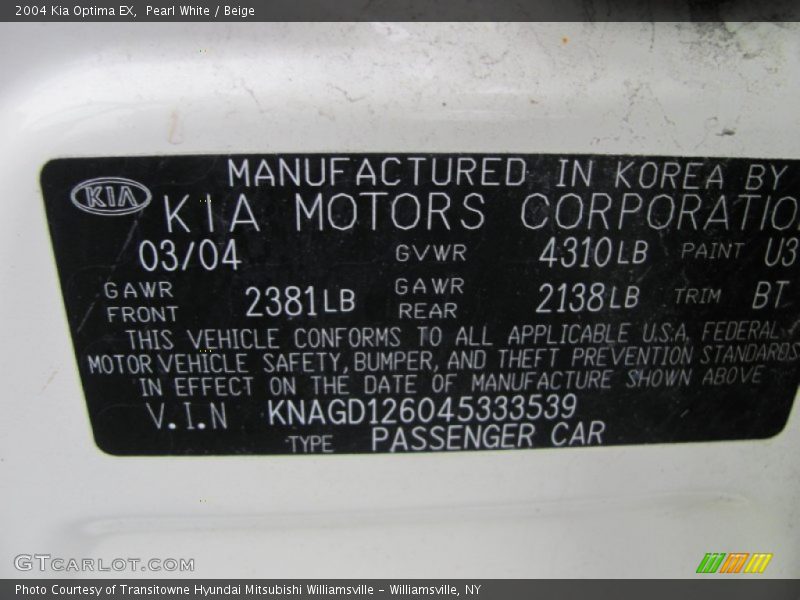 2004 Kia Optima EX, Pearl White / Beige
MANUFACTURED IN KOREA BY
KIA KIA MOTORS CORPORATIO
03/04 GVWR 4310LB PAINT U3
GAWR FRONT 2381LB GAWR REAR 2138LB TRIM BT
THIS VEHICLE CONFORMS TO ALL APPLICABLE U.S.A. FEDERAL
MOTOR VEHICLE SAFETY, BUMPER, AND THEFT PREVENTION STANDARDS
IN EFFECT ON THE DATE OF MANUFACTURE SHOWN ABOVE
V.I.N KNAGD126045333539
TYPE PASSENGER CAR
GTCARLOT.COM
Photo Courtesy of Transitowne Hyundai Mitsubishi Williamsville - Williamsville, NY